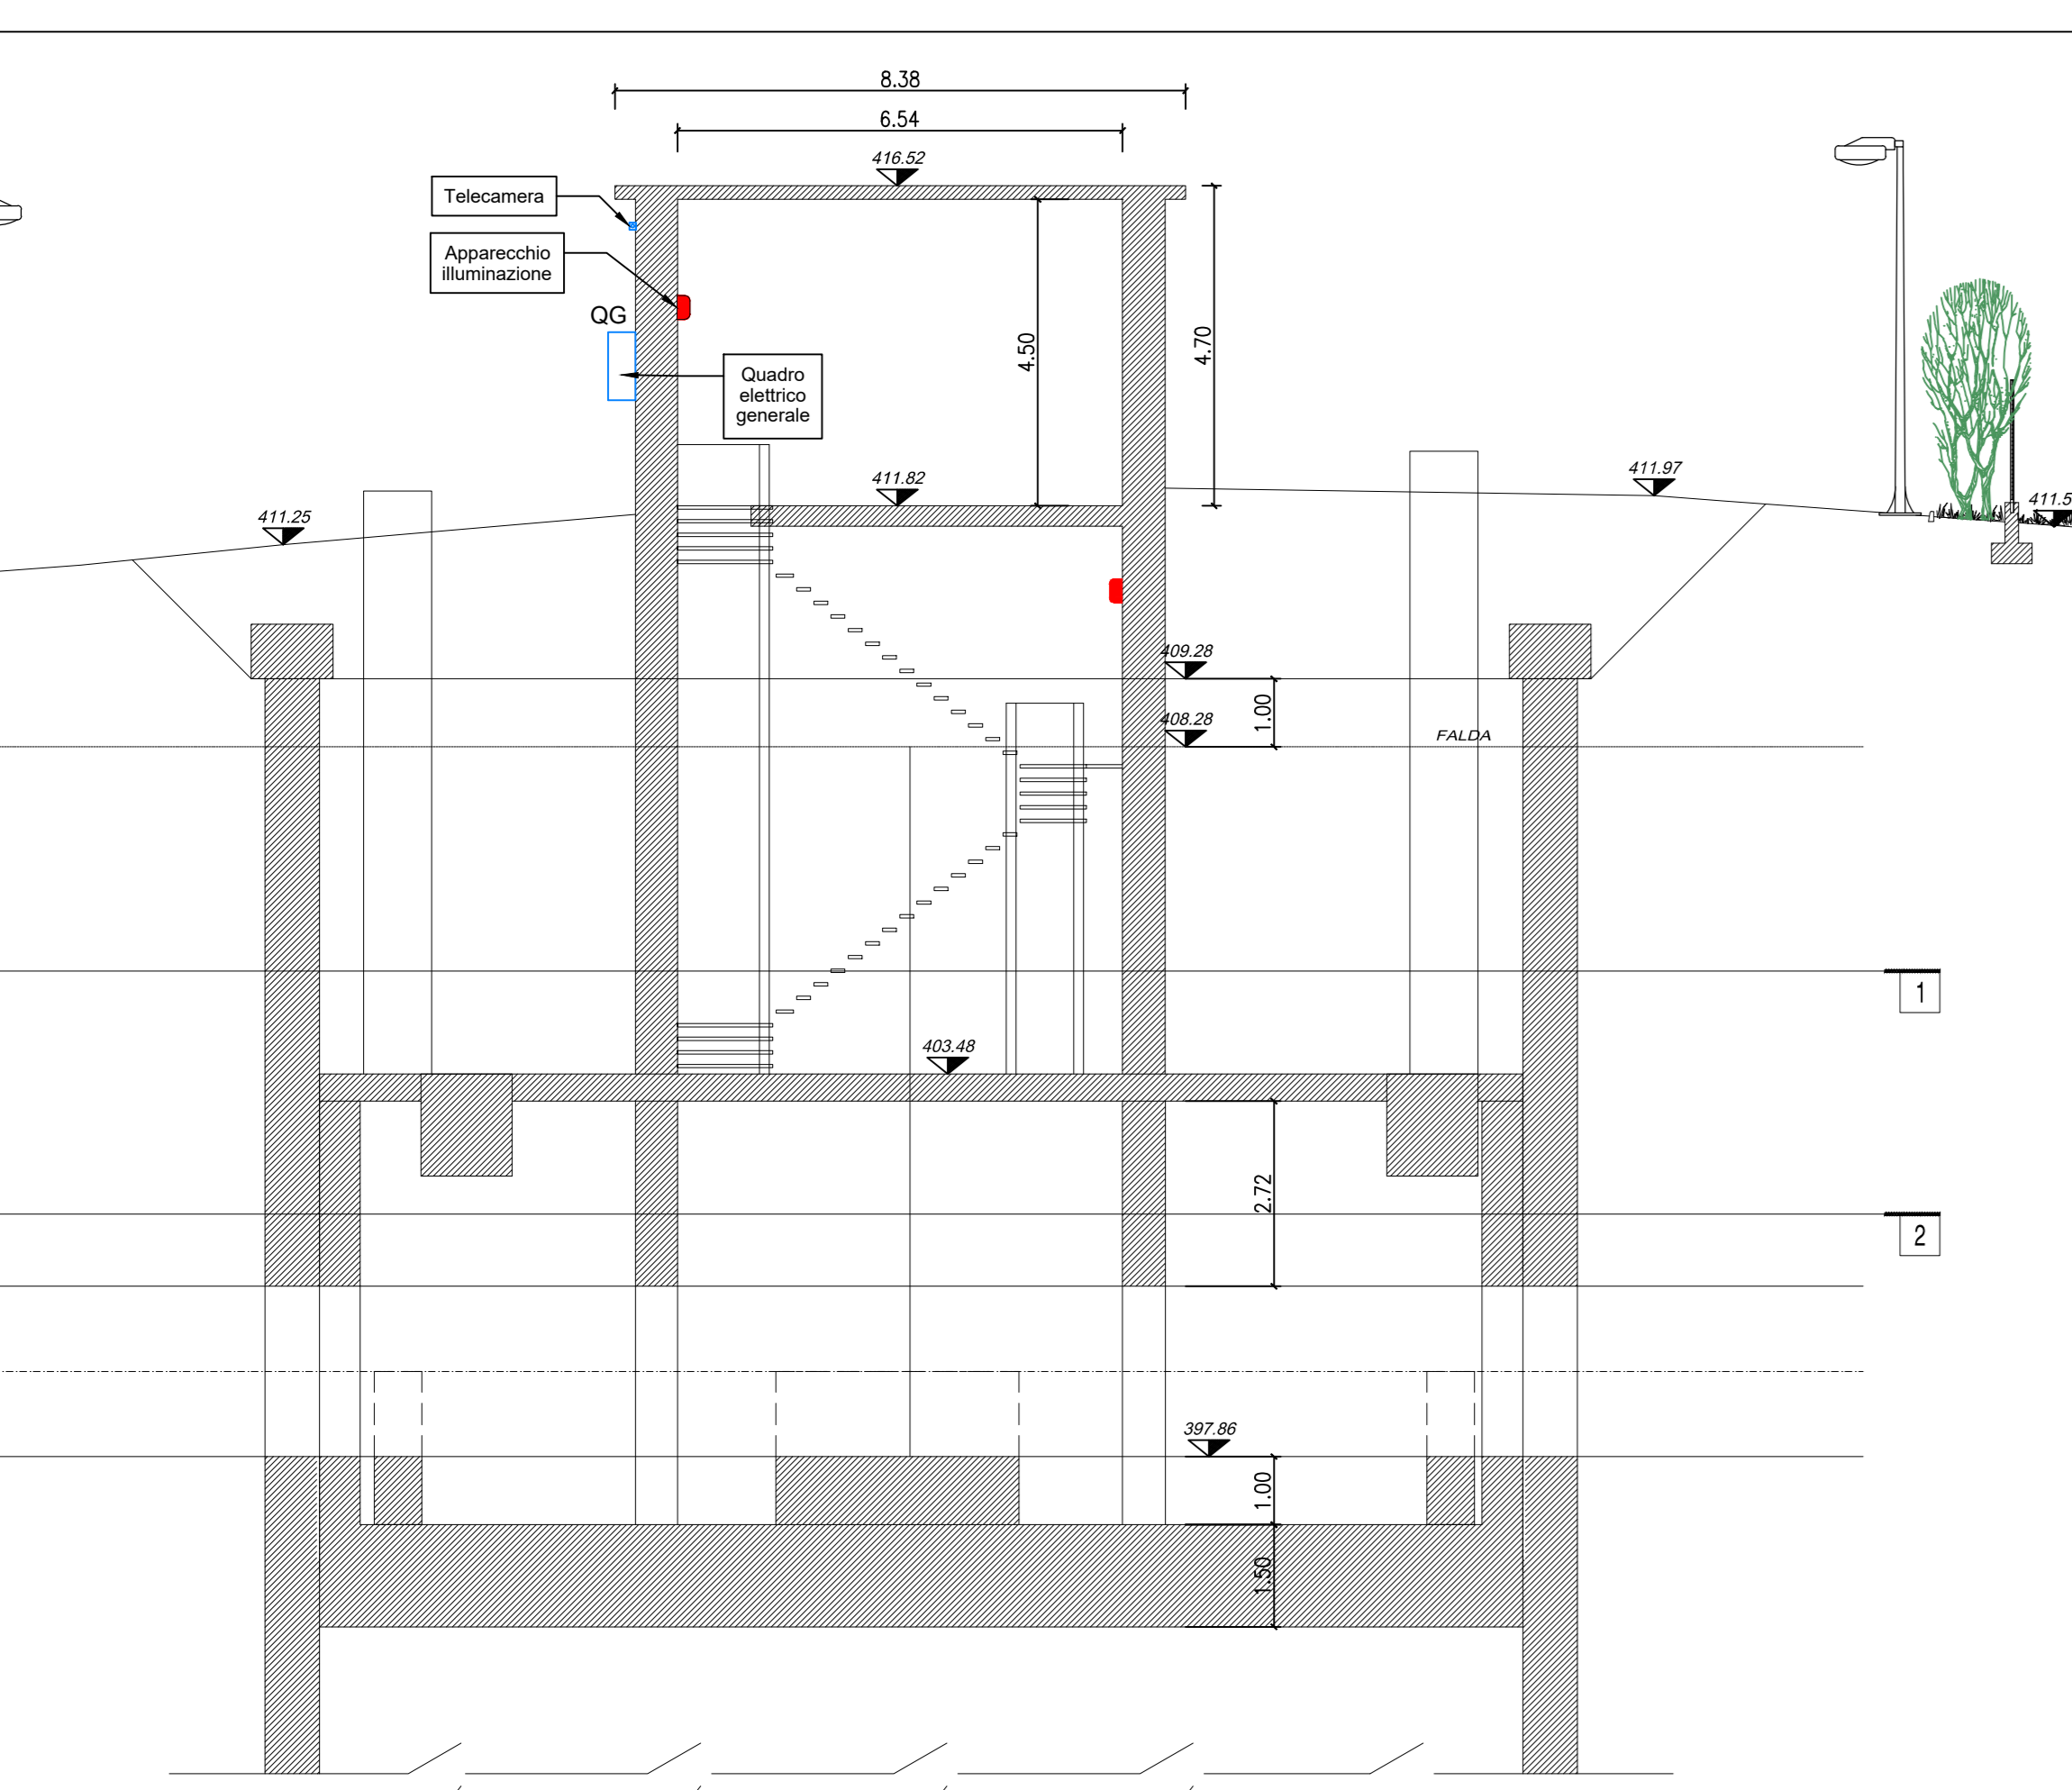 8.38
6.54
416.52
Telecamera
Apparecchio
illuminazione
QG
Quadro
elettrico
generale
4.50
4.70
411.82
411.97
411.25
411.5
409.28
1.00
408.28
FALDA
1
403.48
2.72
2
397.86
1.00
1.50